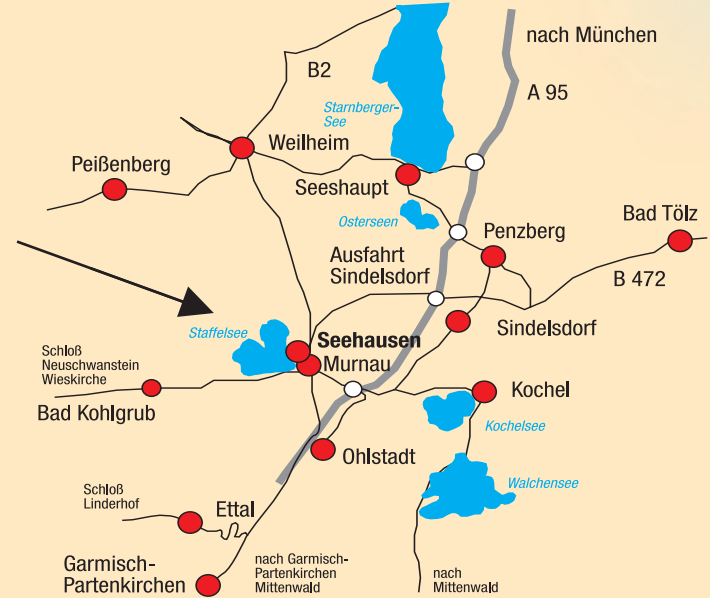 nach München
B2
A 95
Starnberger-
See
Weilheim
Peißenberg
Seeshaupt
Bad Tölz
Ostersee​n
Penzberg
Ausfahrt
Sindelsdorf
B 472
Staffelsee
Seehausen
Sindelsdorf
Murnau
Schloß
Neuschwanstein
Wieskirche
Kochel
Bad Kohlgrub
Kochelsee
Ohlstadt
Walchensee
Schloß
Linderhof
Ettal
Garmisch-
Partenkirchen
nach Garmisch-
Partenkirchen
Mittenwald
nach
Mittenwald